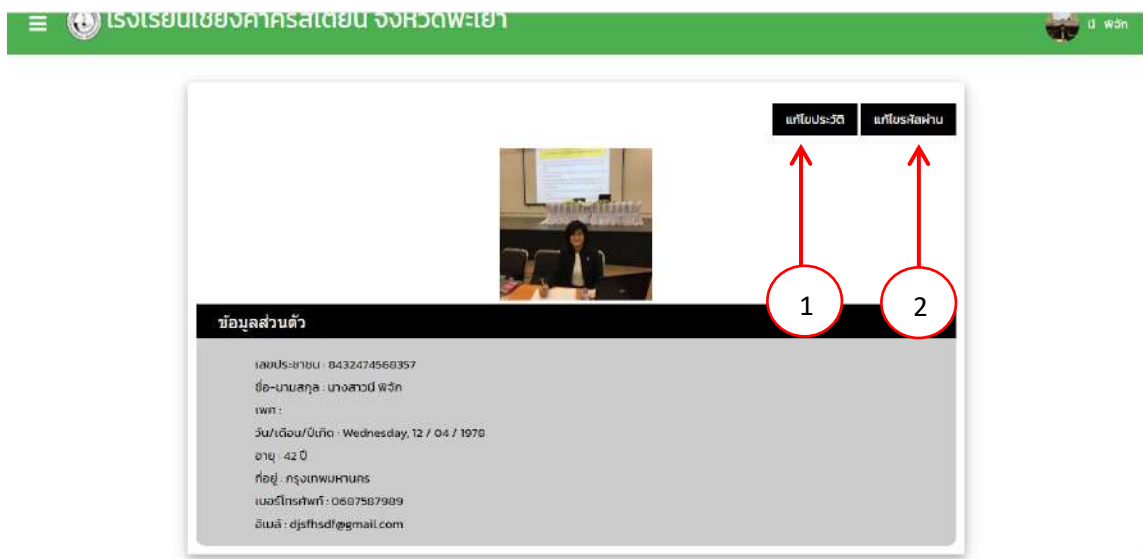 โรงเรียนเชียงคำคริสเตียน จังหวัดพะเยา
นี พิจัก
แก้ไขประวัติ แก้ไขรหัสผ่าน
1 2
ข้อมูลส่วนตัว
เลขประชาชน : 8432474568357
ชื่อ-นามสกุล : นางสาวนี พิจัก
เพศ :
วัน/เดือน/ปีเกิด : Wednesday, 12 / 04 / 1978
อายุ : 42 ปี
ที่อยู่ : กรุงเทพมหานคร
เบอร์โทรศัพท์ : 0687587989
อีเมล์ : djsfhsdf@gmail.com